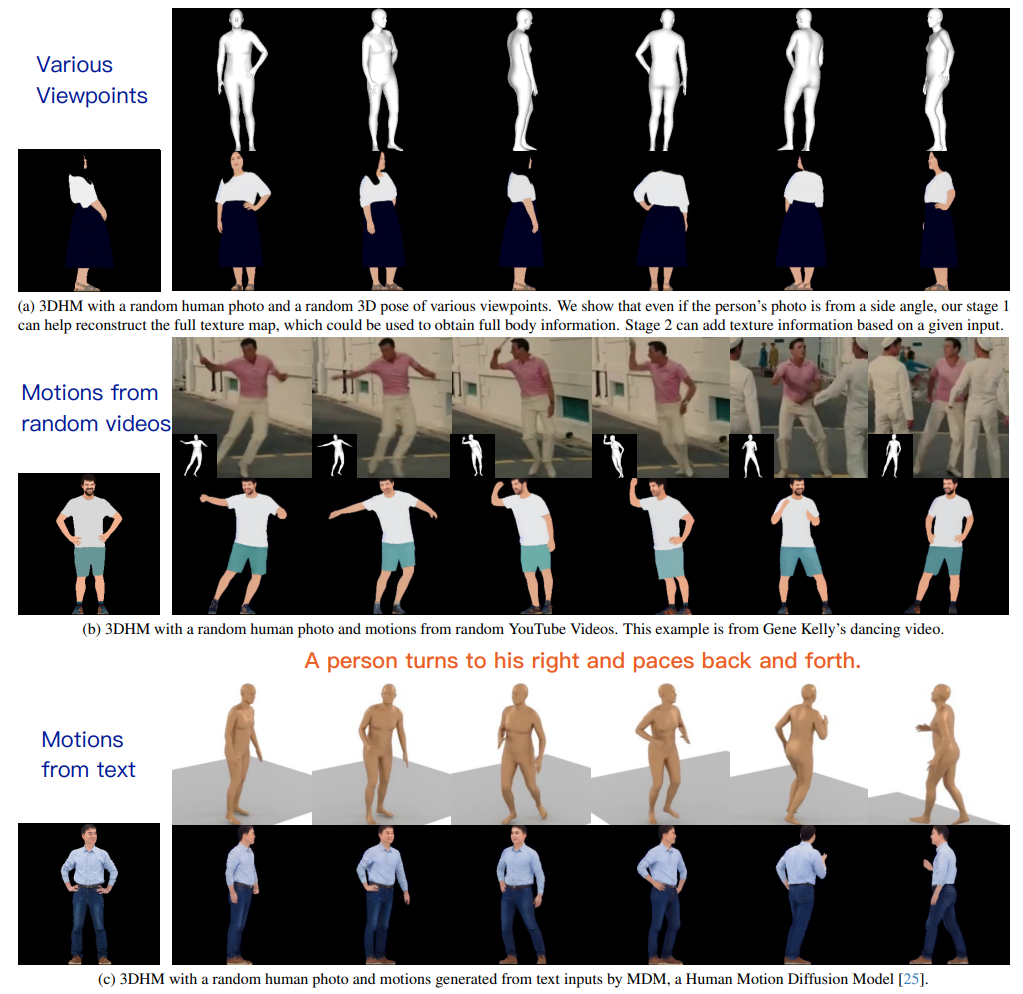 Various
Viewpoints
(a) 3DHM with a random human photo and a random 3D pose of various viewpoints. We show that even if the person's photo is from a side angle, our stage 1
can help reconstruct the full texture map, which could be used to obtain full body information. Stage 2 can add texture information based on a given input.
Motions from
random videos
(b) 3DHM with a random human photo and motions from random YouTube Videos. This example is from Gene Kelly's dancing video.
A person turns to his right and paces back and forth.
Motions
from text
(c) 3DHM with a random human photo and motions generated from text inputs by MDM, a Human Motion Diffusion Model [25].